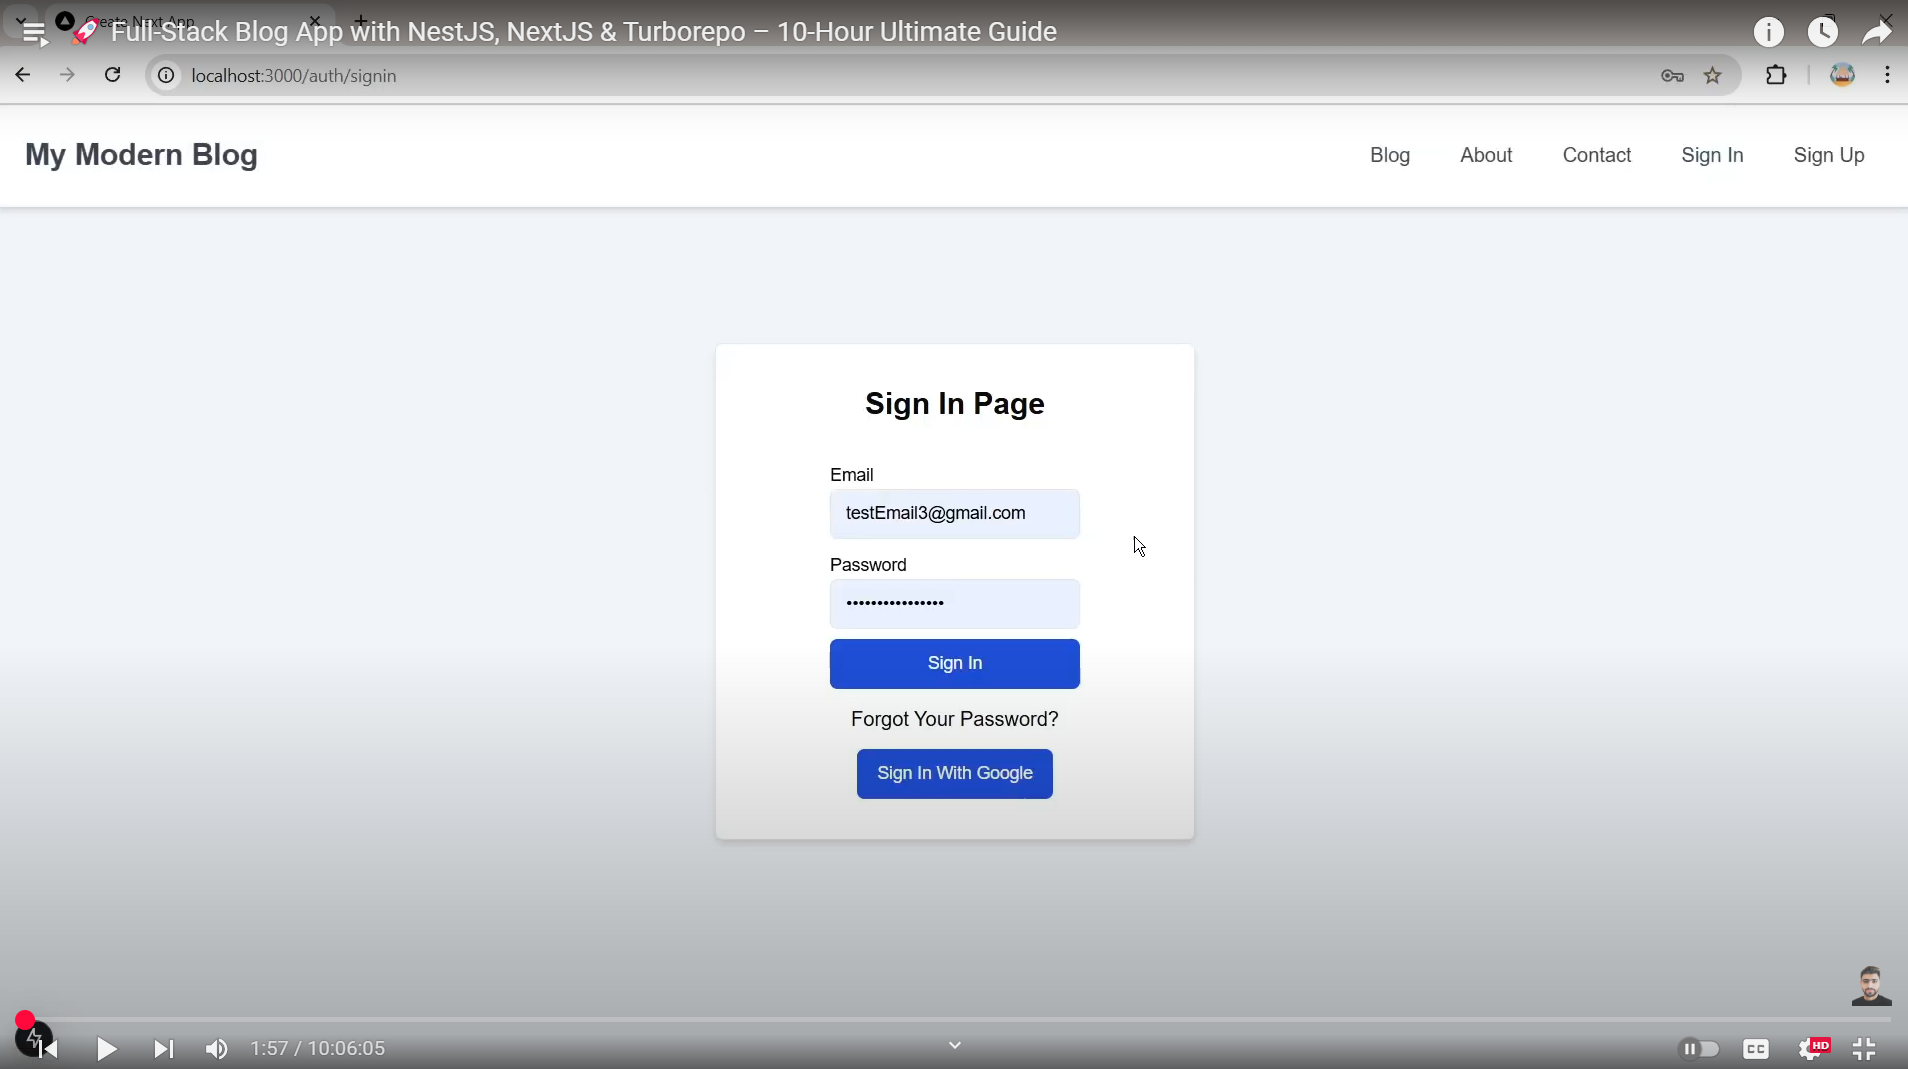 Create Next App
🚀 Full-Stack Blog App with NestJS, NextJS & Turborepo – 10-Hour Ultimate Guide
localhost:3000/auth/signin
My Modern Blog
Blog
About
Contact
Sign In
Sign Up
Sign In Page
Email
testEmail3@gmail.com
Password
••••••••••••••••
Sign In
Forgot Your Password?
Sign In With Google
1:57 / 10:06:05
CC
HD